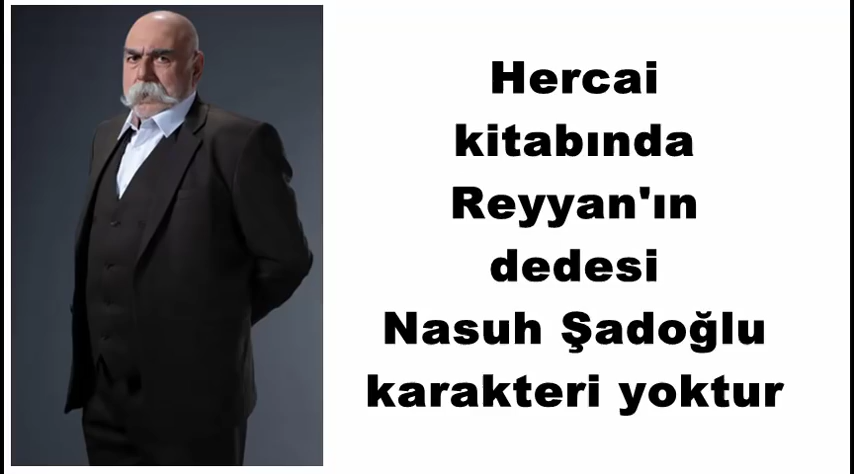 Hercai
kitabında
Reyyan'ın
dedesi
Nasuh Şadoğlu
karakteri yoktur